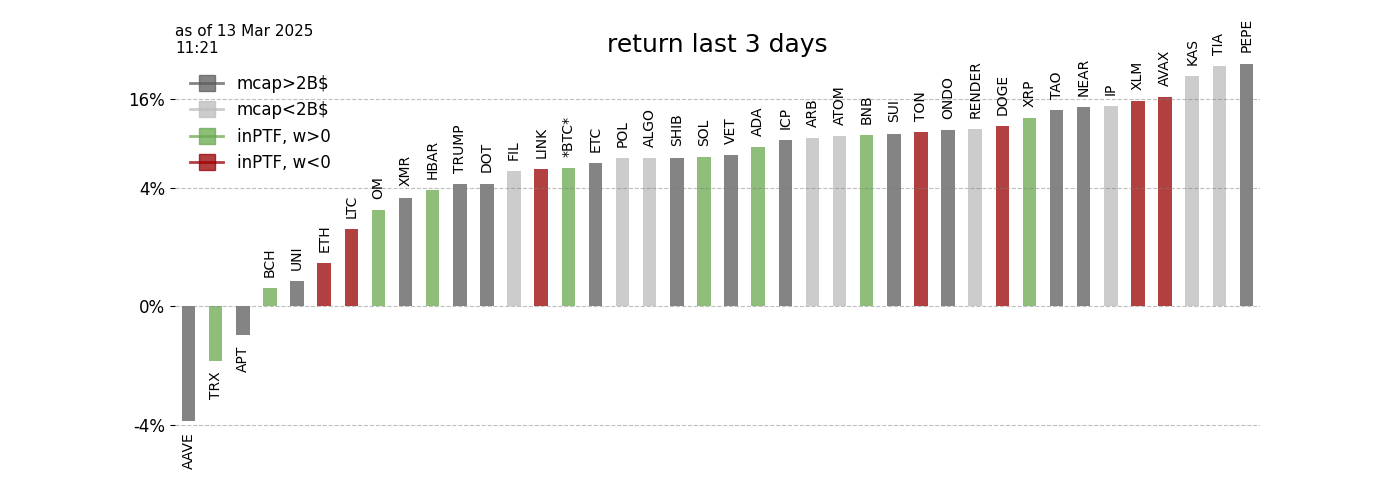 as of 13 Mar 2025
11:21
return last 3 days
mcap>2B$
mcap<2B$
inPTF, w>0
inPTF, w<0
16%
4%
0%
-4%
AAVE
TRX
APT
BCH
UNI
ETH
LTC
OM
XMR
HBAR
TRUMP
DOT
FIL
LINK
*BTC*
ETC
POL
ALGO
SHIB
SOL
VET
ADA
ICP
ARB
ATOM
BNB
SUI
TON
ONDO
RENDER
DOGE
XRP
TAO
NEAR
IP
XLM
AVAX
KAS
TIA
PEPE